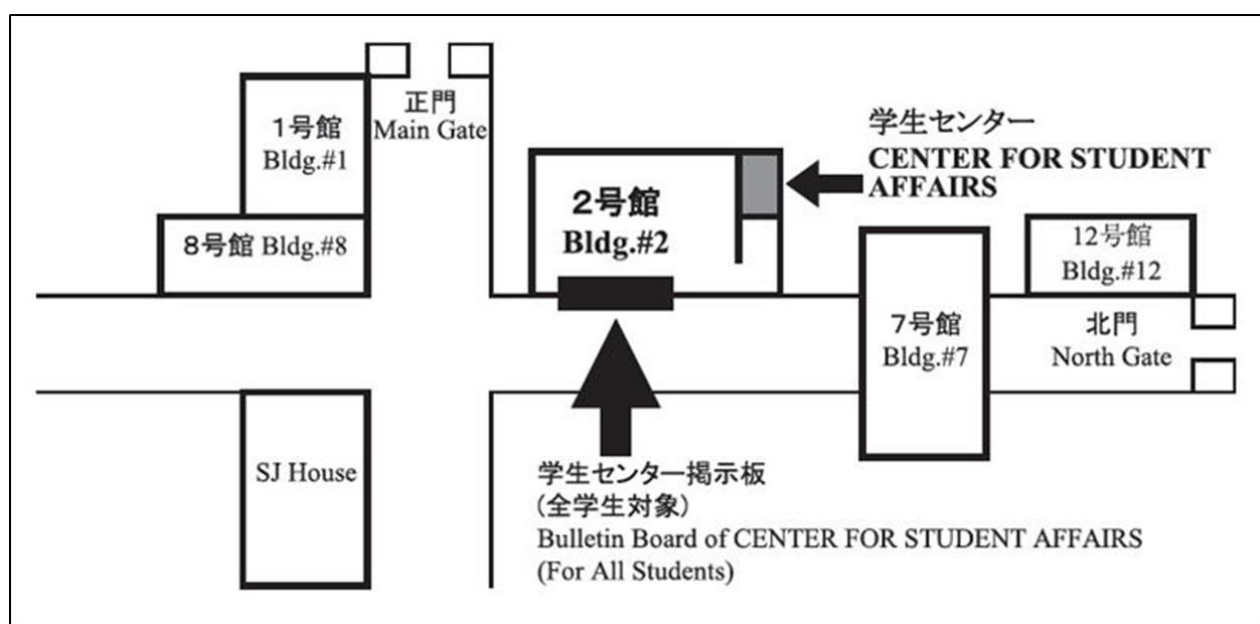 正門
Main Gate
1号館
Bldg.#1
8号館 Bldg.#8
2号館
Bldg.#2
学生センター
CENTER FOR STUDENT
AFFAIRS
7号館
Bldg.#7
12号館
Bldg.#12
北門
North Gate
SJ House
学生センター掲示板
(全学生対象)
Bulletin Board of CENTER FOR STUDENT AFFAIRS
(For All Students)